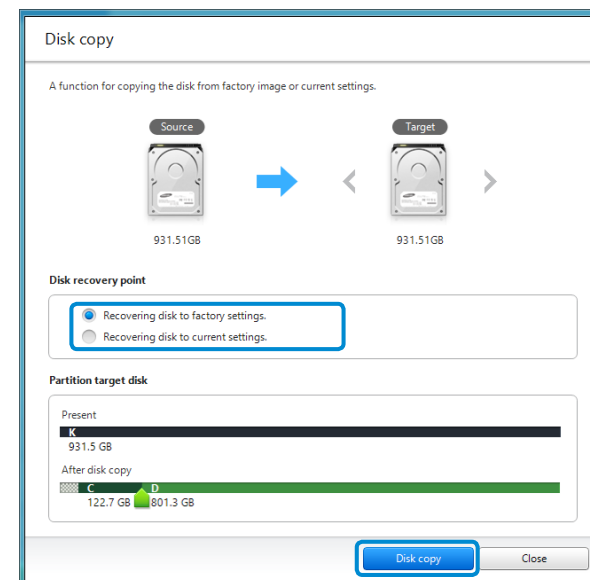 Disk copy
A function for copying the disk from factory image or current settings.
Source
Target
931.51GB
931.51GB
Disk recovery point
Recovering disk to factory settings.
Recovering disk to current settings.
Partition target disk
Present
K
931.5 GB
After disk copy
C D
122.7 GB 801.3 GB
Disk copy Close